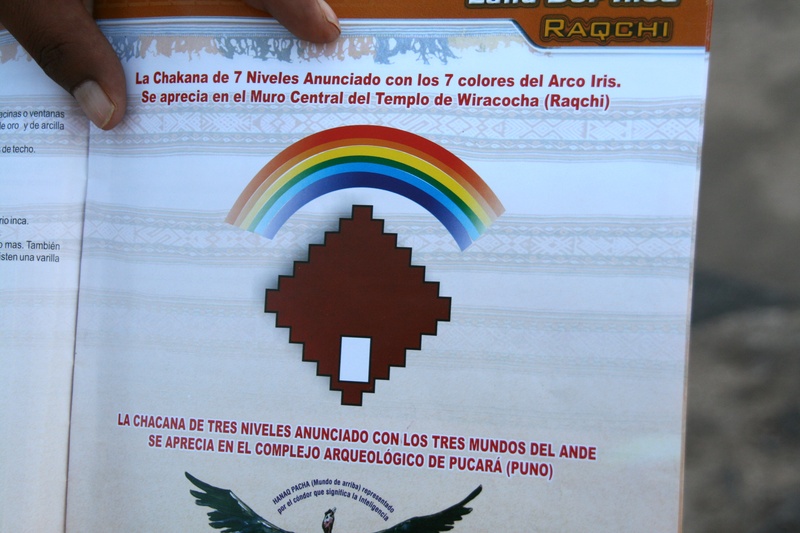 RAQCHI
La Chakana de 7 Niveles Anunciado con los 7 colores del Arco Iris.
Se aprecia en el Muro Central del Templo de Wiracocha (Raqchi)
o ventanas
y de arcilla
de techo.
inca.
mas. También
una varilla
LA CHACANA DE TRES NIVELES ANUNCIADO CON LOS TRES MUNDOS DEL ANDE
SE APRECIA EN EL COMPLEJO ARQUEOLÓGICO DE PUCARÁ (PUNO)
HANAQ PACHA (Mundo de arriba) representado
por el cóndor que significa la Inteligencia